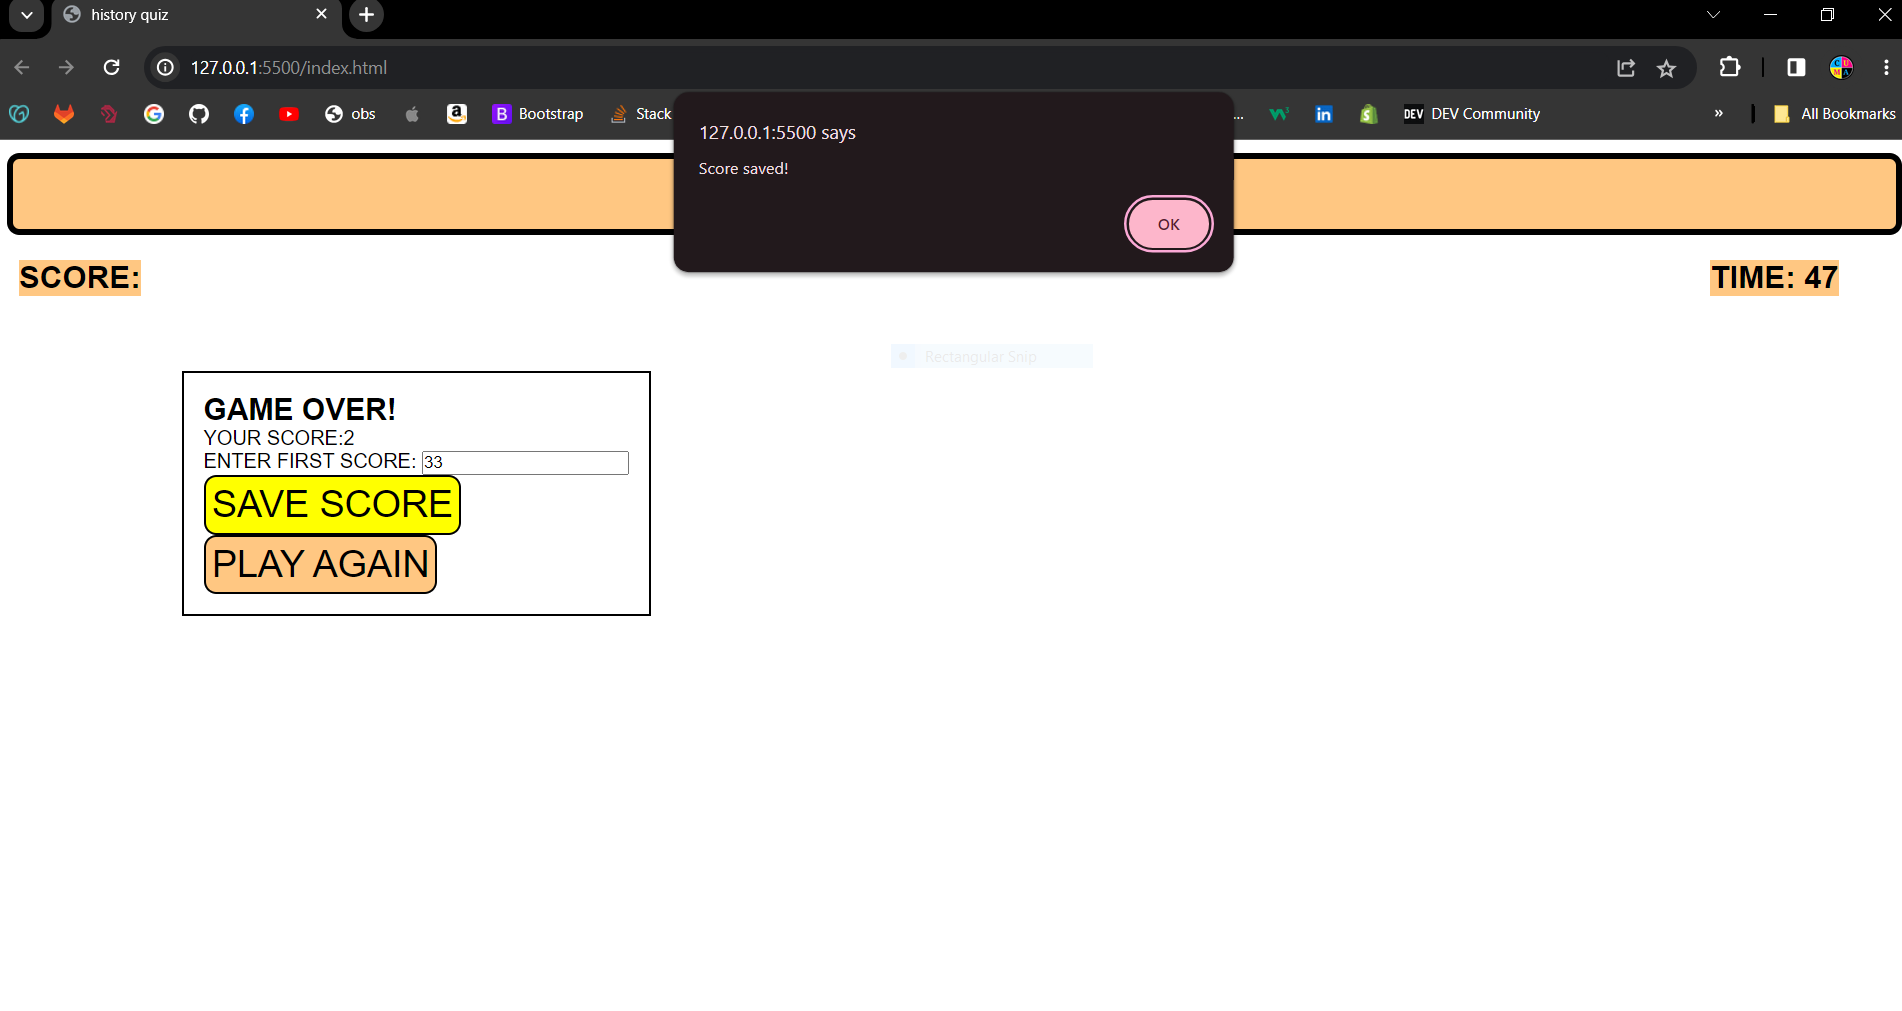 history quiz
127.0.0.1:5500/index.html
obs
B Bootstrap
Stack
...
DEV DEV Community
»
All Bookmarks
127.0.0.1:5500 says
Score saved!
OK
SCORE:
TIME: 47
Rectangular Snip
GAME OVER!
YOUR SCORE:2
ENTER FIRST SCORE: 33
SAVE SCORE
PLAY AGAIN